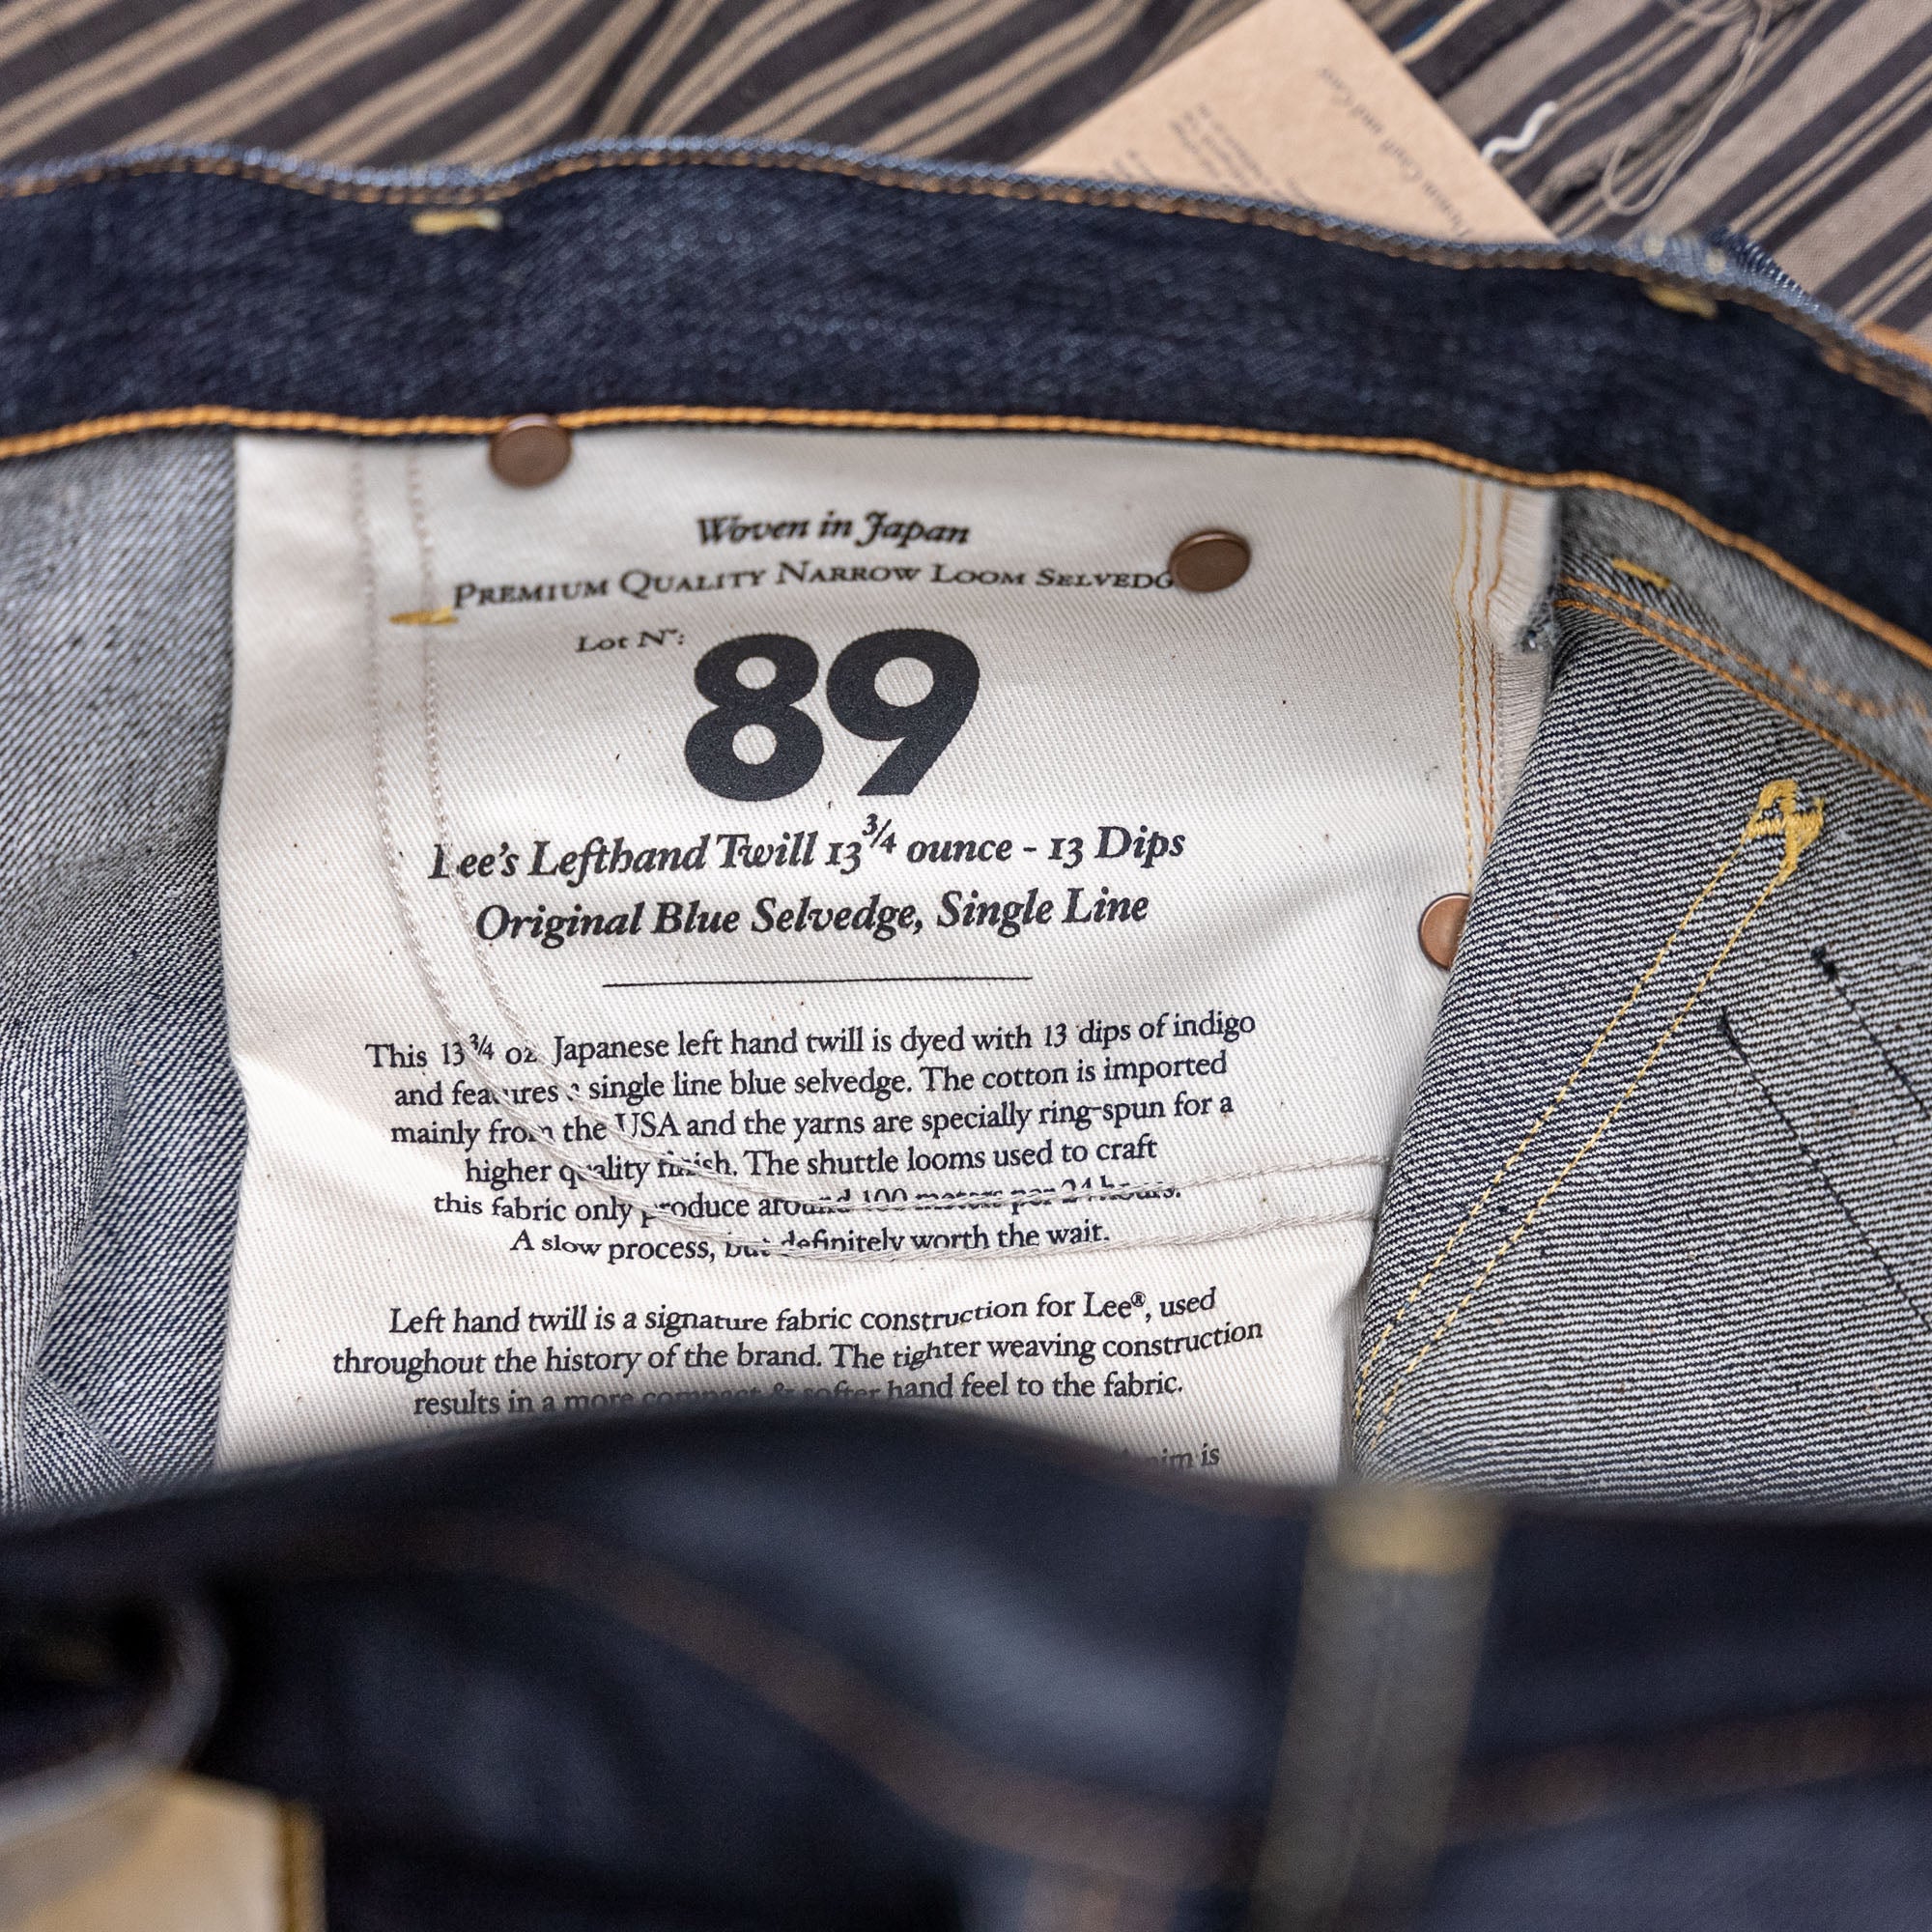 Woven in Japan
PREMIUM QUALITY NARROW LOOM SELVEDG
Lot Nº:
89
Lee's Lefthand Twill 13¾ ounce - 13 Dips
Original Blue Selvedge, Single Line
This 13¾ oz Japanese left hand twill is dyed with 13 dips of indigo
and features a single line blue selvedge. The cotton is imported
mainly from the USA and the yarns are specially ring-spun for a
higher quality finish. The shuttle looms used to craft
this fabric only produce around 100 meters per 24 hours.
A slow process, but definitely worth the wait.
Left hand twill is a signature fabric construction for Lee®, used
throughout the history of the brand. The tighter weaving construction
results in a more compact & softer hand feel to the fabric.
is